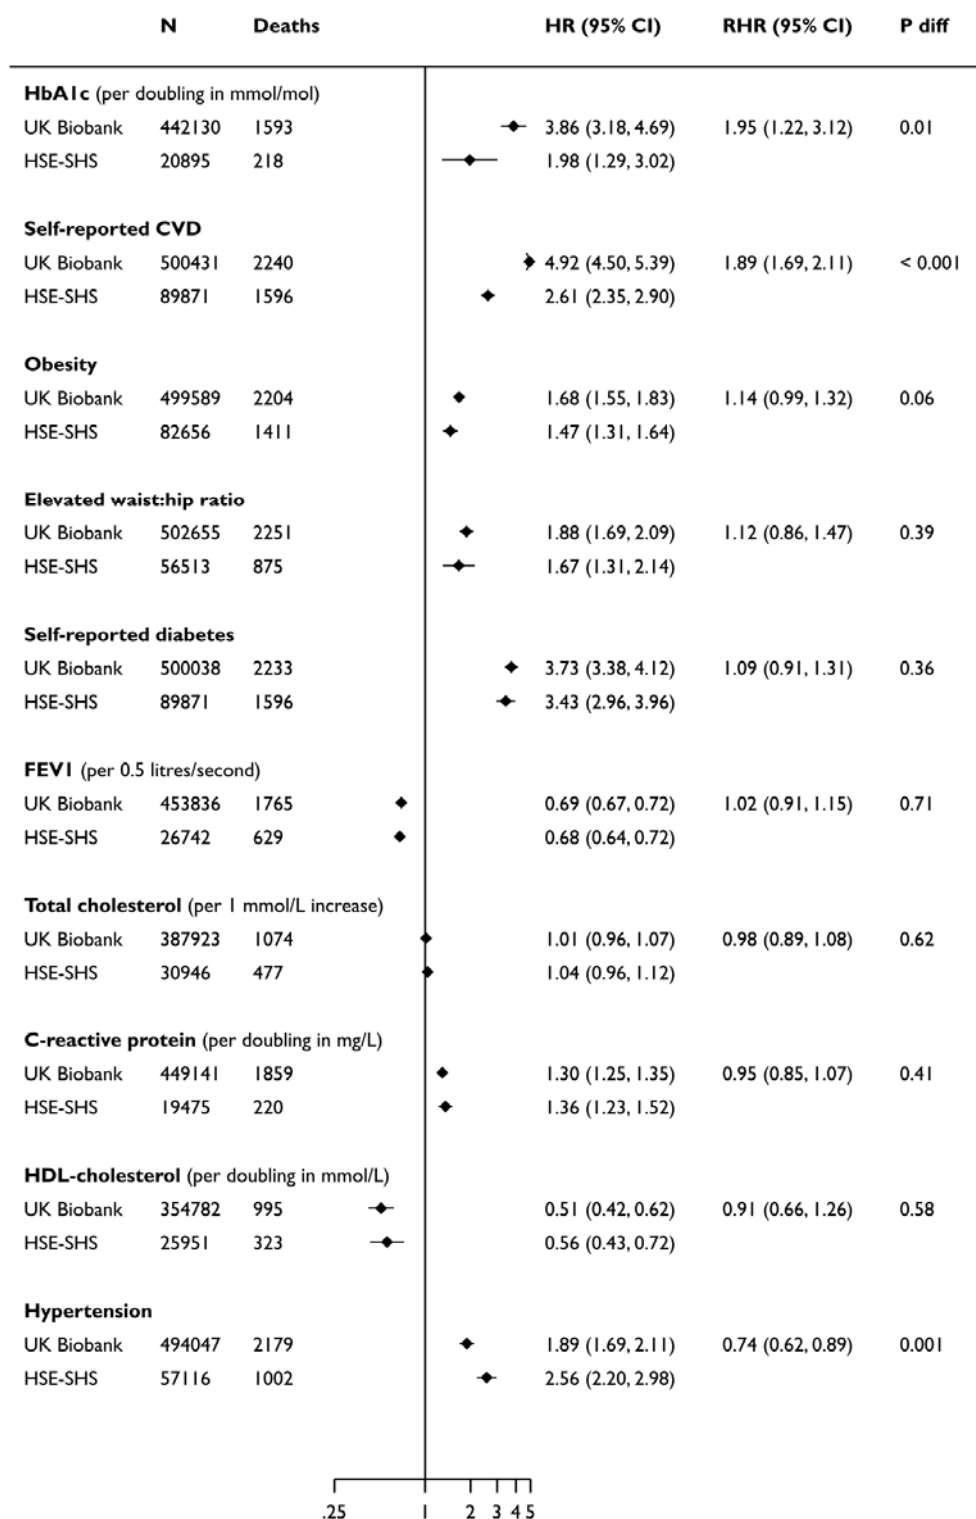 N Deaths HR (95% CI) RHR (95% CI) P diff
HbA1c (per doubling in mmol/mol)
UK Biobank 442130 1593 3.86 (3.18, 4.69) 1.95 (1.22, 3.12) 0.01
HSE-SHS 20895 218 1.98 (1.29, 3.02)
Self-reported CVD
UK Biobank 500431 2240 4.92 (4.50, 5.39) 1.89 (1.69, 2.11) < 0.001
HSE-SHS 89871 1596 2.61 (2.35, 2.90)
Obesity
UK Biobank 499589 2204 1.68 (1.55, 1.83) 1.14 (0.99, 1.32) 0.06
HSE-SHS 82656 1411 1.47 (1.31, 1.64)
Elevated waist:hip ratio
UK Biobank 502655 2251 1.88 (1.69, 2.09) 1.12 (0.86, 1.47) 0.39
HSE-SHS 56513 875 1.67 (1.31, 2.14)
Self-reported diabetes
UK Biobank 500038 2233 3.73 (3.38, 4.12) 1.09 (0.91, 1.31) 0.36
HSE-SHS 89871 1596 3.43 (2.96, 3.96)
FEV1 (per 0.5 litres/second)
UK Biobank 453836 1765 0.69 (0.67, 0.72) 1.02 (0.91, 1.15) 0.71
HSE-SHS 26742 629 0.68 (0.64, 0.72)
Total cholesterol (per 1 mmol/L increase)
UK Biobank 387923 1074 1.01 (0.96, 1.07) 0.98 (0.89, 1.08) 0.62
HSE-SHS 30946 477 1.04 (0.96, 1.12)
C-reactive protein (per doubling in mg/L)
UK Biobank 449141 1859 1.30 (1.25, 1.35) 0.95 (0.85, 1.07) 0.41
HSE-SHS 19475 220 1.36 (1.23, 1.52)
HDL-cholesterol (per doubling in mmol/L)
UK Biobank 354782 995 0.51 (0.42, 0.62) 0.91 (0.66, 1.26) 0.58
HSE-SHS 25951 323 0.56 (0.43, 0.72)
Hypertension
UK Biobank 494047 2179 1.89 (1.69, 2.11) 0.74 (0.62, 0.89) 0.001
HSE-SHS 57116 1002 2.56 (2.20, 2.98)
.25 1 2 3 4 5